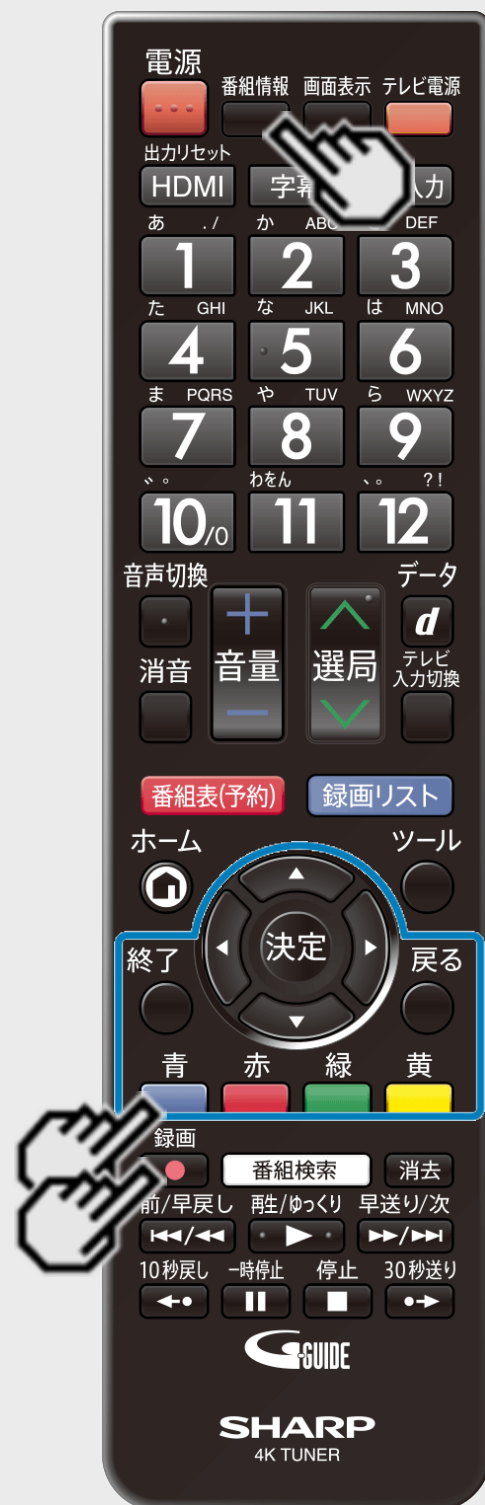 電源
番組情報 画面表示 テレビ電源
出力リセット
HDMI 字 力
あ ./ か AB DEF
1 2 3
た GHI な JKL は MNO
4 5 6
ま PQRS や TUV ら WXYZ
7 8 9
゛゜ わをん 、。 ?!
10/0 11 12
音声切換 データ
+ d
消音 音量 選局 テレビ
入力切換
−
番組表(予約) 録画リスト
ホーム ツール
決定
終了 戻る
青 赤 緑 黄
録画
番組検索 消去
前/早戻し 再生/ゆっくり 早送り/次
10秒戻し 一時停止 停止 30秒送り
G-GUIDE
SHARP
4K TUNER